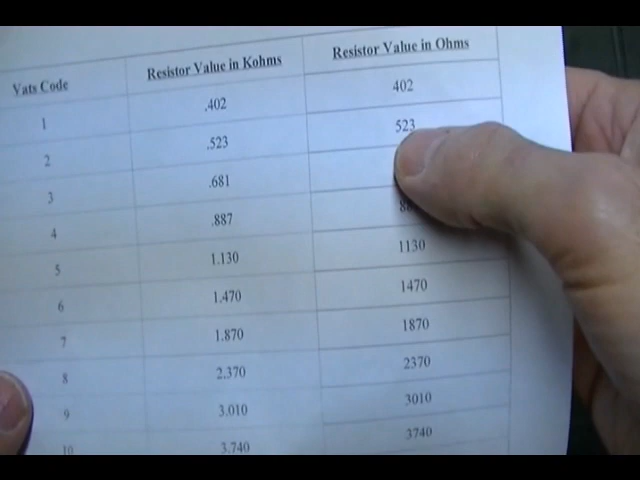 Vats Code Resistor Value in Kohms Resistor Value in Ohms
1 .402 402
2 .523 523
3 .681
4 .887
5 1.130 1130
6 1.470 1470
7 1.870 1870
8 2.370 2370
9 3.010 3010
10 3.740 3740